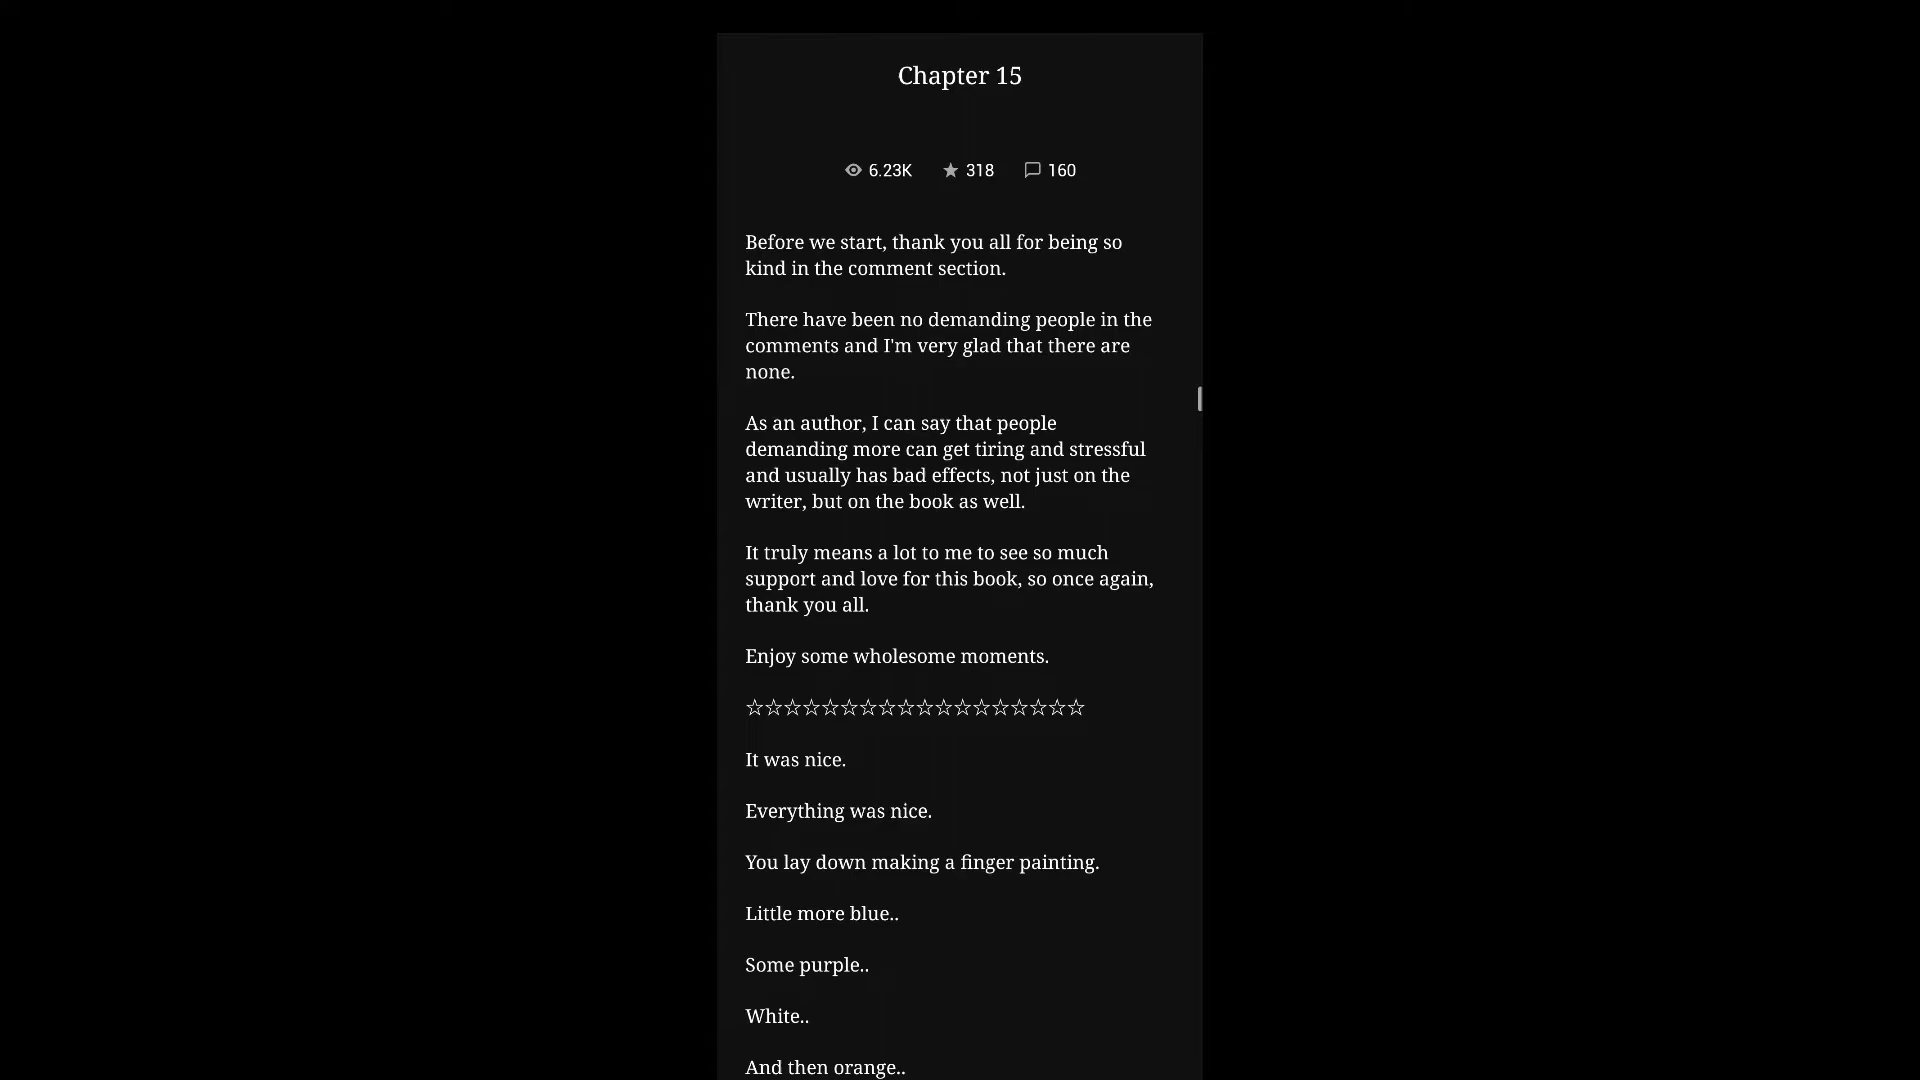 Chapter 15
6.23K 318 160
Before we start, thank you all for being so
kind in the comment section.
There have been no demanding people in the
comments and I'm very glad that there are
none.
As an author, I can say that people
demanding more can get tiring and stressful
and usually has bad effects, not just on the
writer, but on the book as well.
It truly means a lot to me to see so much
support and love for this book, so once again,
thank you all.
Enjoy some wholesome moments.
☆☆☆☆☆☆☆☆☆☆☆☆☆☆☆☆☆☆
It was nice.
Everything was nice.
You lay down making a finger painting.
Little more blue..
Some purple..
White..
And then orange..